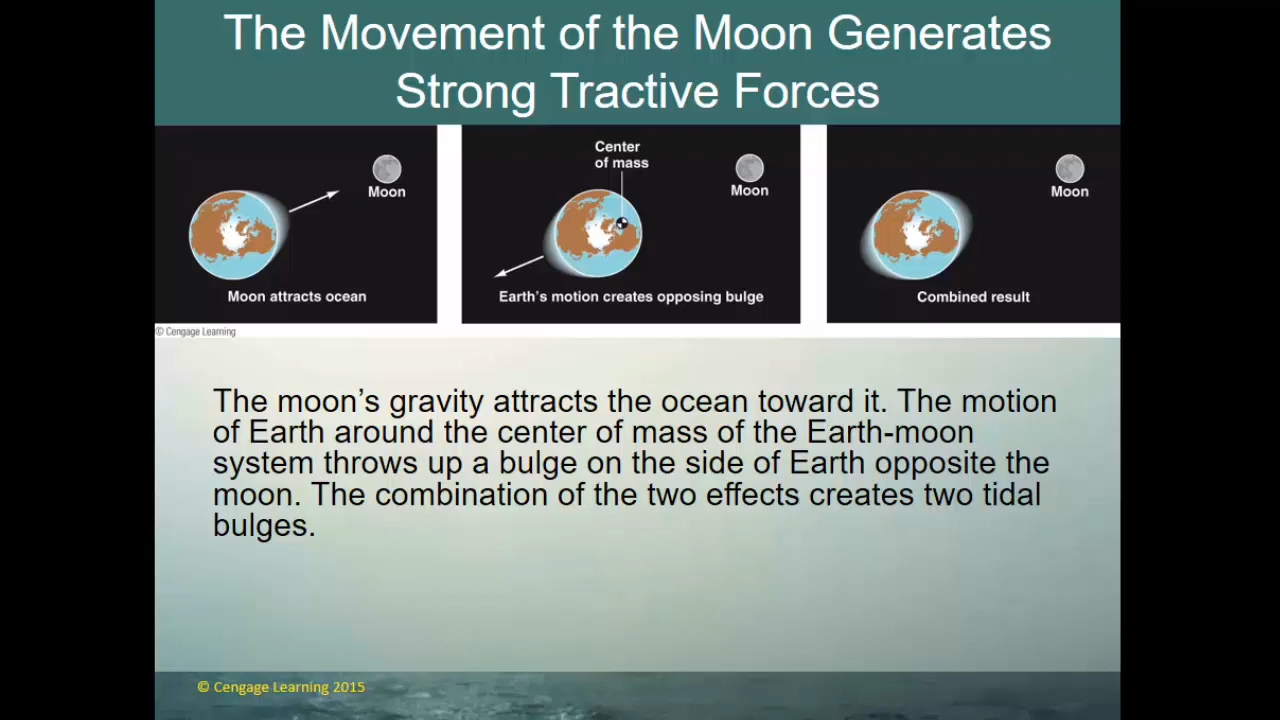 The Movement of the Moon Generates
Strong Tractive Forces
Moon
Moon attracts ocean
Center
of mass
Moon
Earth's motion creates opposing bulge
Moon
Combined result
© Cengage Learning
The moon's gravity attracts the ocean toward it. The motion
of Earth around the center of mass of the Earth-moon
system throws up a bulge on the side of Earth opposite the
moon. The combination of the two effects creates two tidal
bulges.
© Cengage Learning 2015